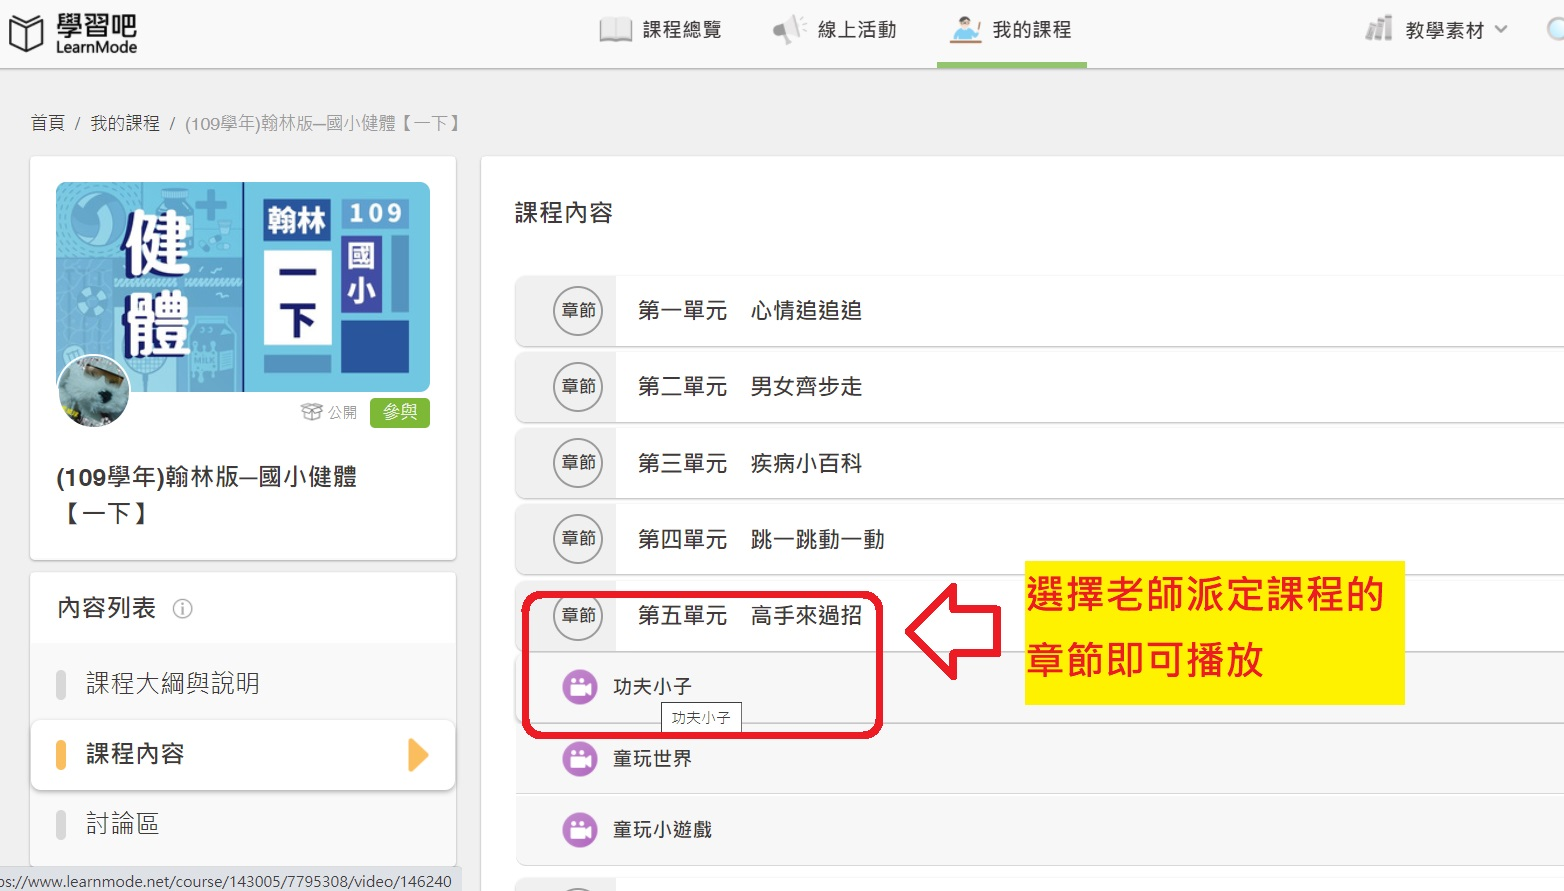 學習吧
LearnMode
課程總覽
線上活動
我的課程
教學素材
首頁 / 我的課程 / (109學年)翰林版—國小健體【一下】
健體
翰林
一下
109
國小
MILK
公開
參與
(109學年)翰林版—國小健體
【一下】
內容列表
課程大綱與說明
課程內容
討論區
課程內容
章節 第一單元 心情追追追
章節 第二單元 男女齊步走
章節 第三單元 疾病小百科
章節 第四單元 跳一跳動一動
章節 第五單元 高手來過招
功夫小子
功夫小子
童玩世界
童玩小遊戲
選擇老師派定課程的
章節即可播放
ps://www.learnmode.net/course/143005/7795308/video/146240